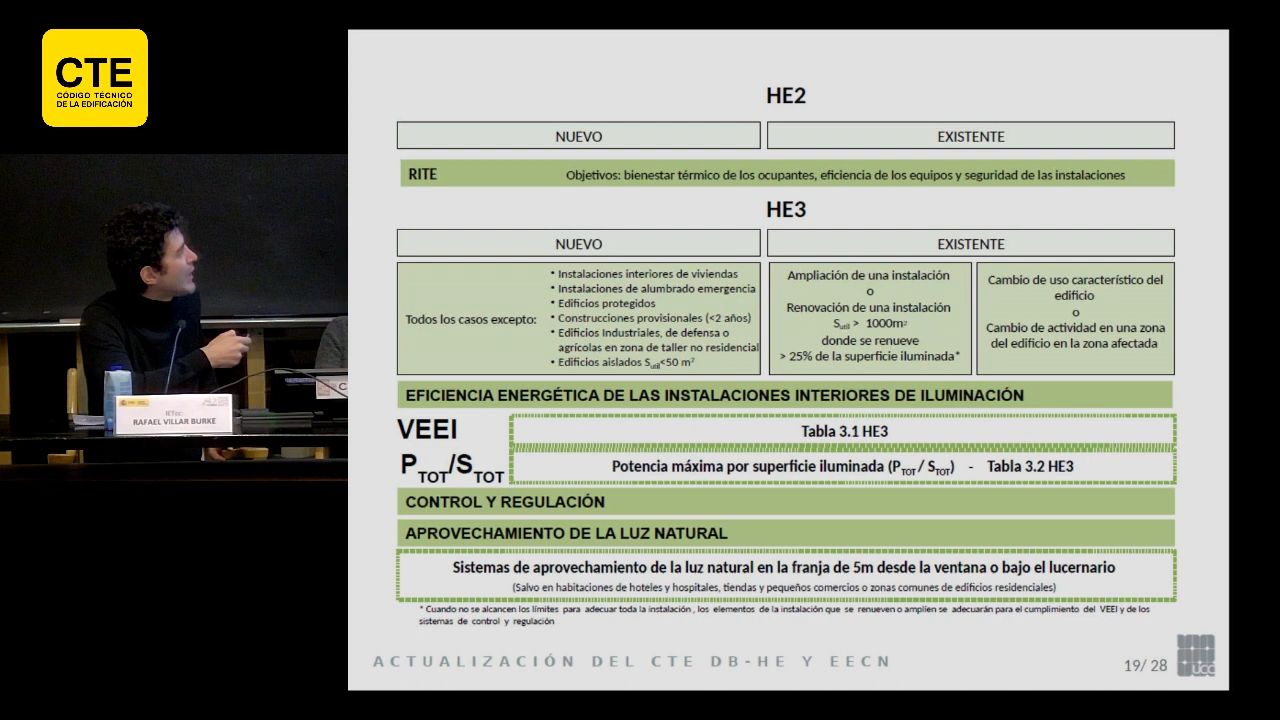 CTE
CÓDIGO TÉCNICO
DE LA EDIFICACIÓN
IETcc:
RAFAEL VILLAR BURKE
C
HE2
NUEVO
EXISTENTE
RITE
Objetivos: bienestar térmico de los ocupantes, eficiencia de los equipos y seguridad de las instalaciones
HE3
NUEVO
EXISTENTE
Todos los casos excepto:
• Instalaciones interiores de viviendas
• Instalaciones de alumbrado emergencia
• Edificios protegidos
• Construcciones provisionales (<2 años)
• Edificios Industriales, de defensa o
agrícolas en zona de taller no residencial
• Edificios aislados Sutil<50 m²
Ampliación de una instalación
o
Renovación de una instalación
Sutil > 1000m²
donde se renueve
> 25% de la superficie iluminada*
Cambio de uso característico del
edificio
o
Cambio de actividad en una zona
del edificio en la zona afectada
EFICIENCIA ENERGÉTICA DE LAS INSTALACIONES INTERIORES DE ILUMINACIÓN
VEEI
Tabla 3.1 HE3
PTOT/STOT
Potencia máxima por superficie iluminada (PTOT / STOT) - Tabla 3.2 HE3
CONTROL Y REGULACIÓN
APROVECHAMIENTO DE LA LUZ NATURAL
Sistemas de aprovechamiento de la luz natural en la franja de 5m desde la ventana o bajo el lucernario
(Salvo en habitaciones de hoteles y hospitales, tiendas y pequeños comercios o zonas comunes de edificios residenciales)
* Cuando no se alcancen los límites para adecuar toda la instalación, los elementos de la instalación que se renueven o amplíen se adecuarán para el cumplimiento del VEEI y de los
sistemas de control y regulación
ACTUALIZACIÓN DEL CTE DB-HE Y EECN
19/ 28
UCC